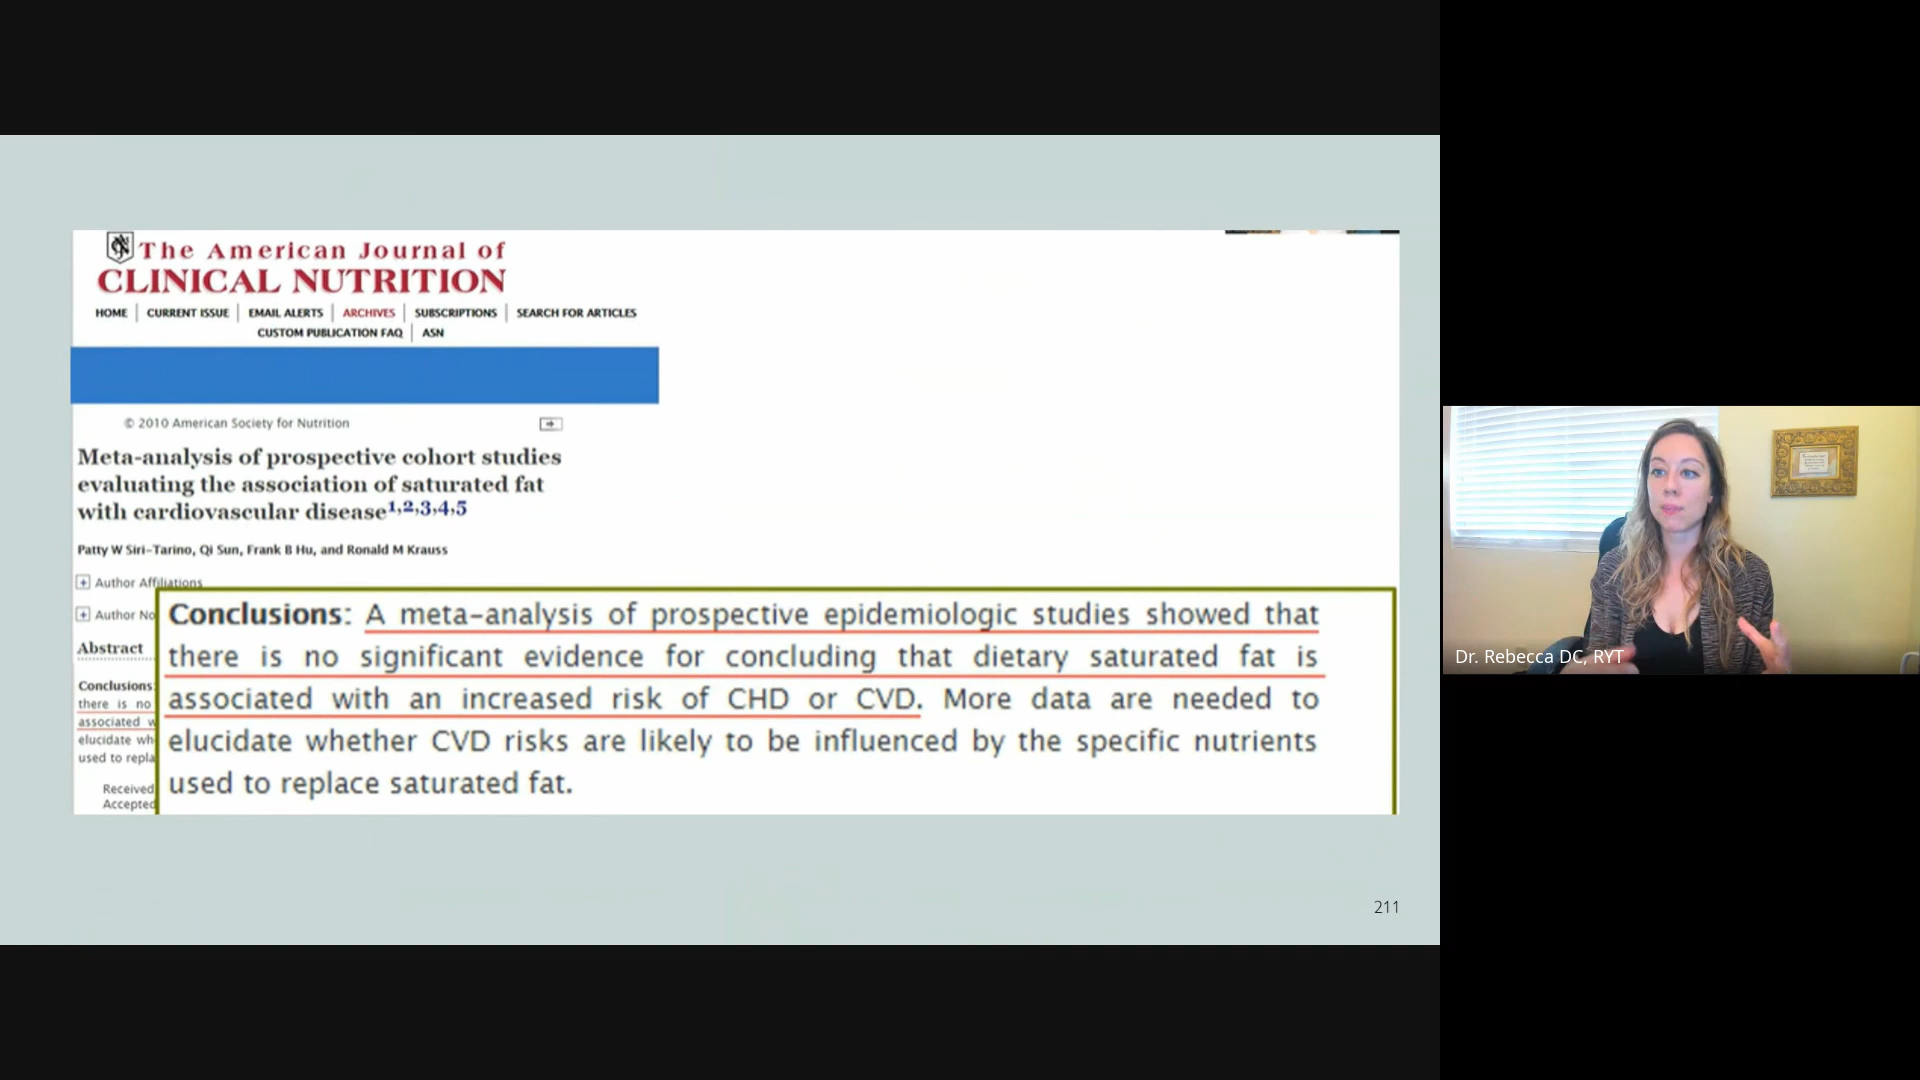 The American Journal of
CLINICAL NUTRITION
HOME | CURRENT ISSUE | EMAIL ALERTS | ARCHIVES | SUBSCRIPTIONS | SEARCH FOR ARTICLES
CUSTOM PUBLICATION FAQ | ASN
© 2010 American Society for Nutrition
Meta-analysis of prospective cohort studies
evaluating the association of saturated fat
with cardiovascular disease1,2,3,4,5
Patty W Siri-Tarino, Qi Sun, Frank B Hu, and Ronald M Krauss
Author Affiliations
Author No
Abstract
Conclusions
there is no
associated w
elucidate wh
used to repla
Received
Accepted
Conclusions: A meta-analysis of prospective epidemiologic studies showed that
there is no significant evidence for concluding that dietary saturated fat is
associated with an increased risk of CHD or CVD. More data are needed to
elucidate whether CVD risks are likely to be influenced by the specific nutrients
used to replace saturated fat.
211
Dr. Rebecca DC, RYT